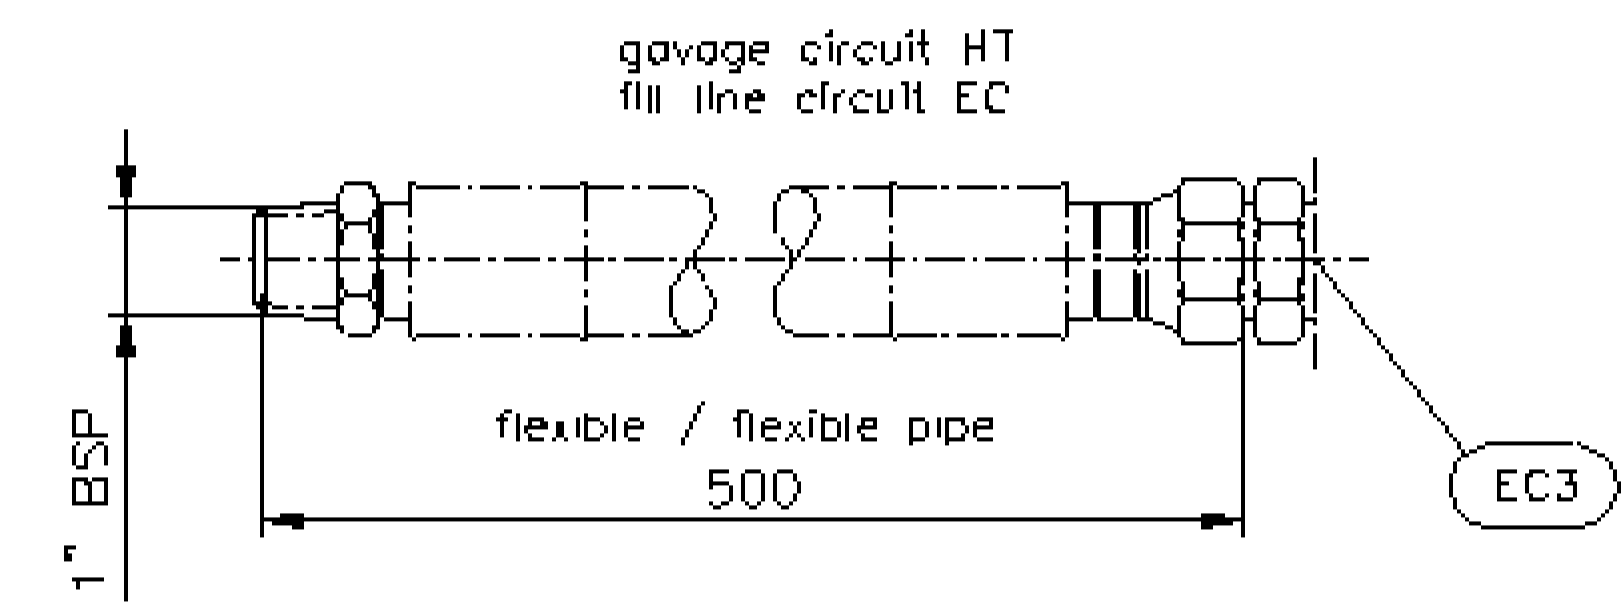 gavage circuit HT
fill line circuit EC
flexible / flexible pipe
500
1" BSP
EC3